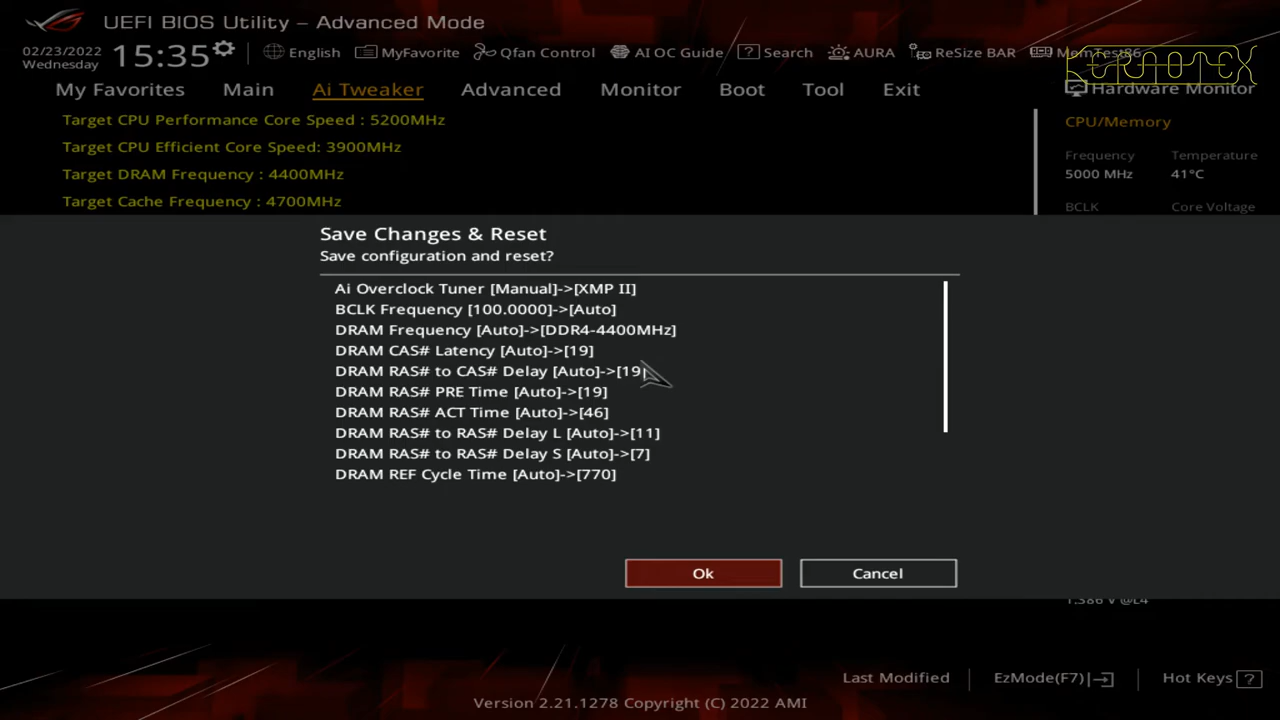 UEFI BIOS Utility – Advanced Mode
02/23/2022
Wednesday
15:35
English
MyFavorite
Qfan Control
AI OC Guide
? Search
AURA
ReSize BAR
MemTest86
KERNOTEX
My Favorites
Main
Ai Tweaker
Advanced
Monitor
Boot
Tool
Exit
Hardware Monitor
Target CPU Performance Core Speed : 5200MHz
Target CPU Efficient Core Speed: 3900MHz
Target DRAM Frequency : 4400MHz
Target Cache Frequency : 4700MHz
CPU/Memory
Frequency Temperature
5000 MHz 41°C
BCLK Core Voltage
Save Changes & Reset
Save configuration and reset?
Ai Overclock Tuner [Manual]->[XMP II]
BCLK Frequency [100.0000]->[Auto]
DRAM Frequency [Auto]->[DDR4-4400MHz]
DRAM CAS# Latency [Auto]->[19]
DRAM RAS# to CAS# Delay [Auto]->[19]
DRAM RAS# PRE Time [Auto]->[19]
DRAM RAS# ACT Time [Auto]->[46]
DRAM RAS# to RAS# Delay L [Auto]->[11]
DRAM RAS# to RAS# Delay S [Auto]->[7]
DRAM REF Cycle Time [Auto]->[770]
Ok
Cancel
1.386 V @L4
Last Modified
EzMode(F7)
Hot Keys ?
Version 2.21.1278 Copyright (C) 2022 AMI